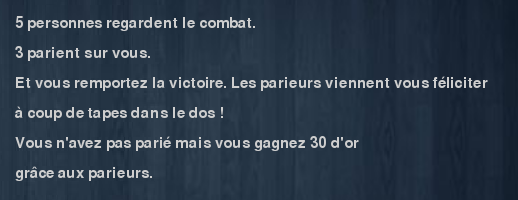 5 personnes regardent le combat.
3 parient sur vous.
Et vous remportez la victoire. Les parieurs viennent vous féliciter
à coup de tapes dans le dos !
Vous n'avez pas parié mais vous gagnez 30 d'or
grâce aux parieurs.